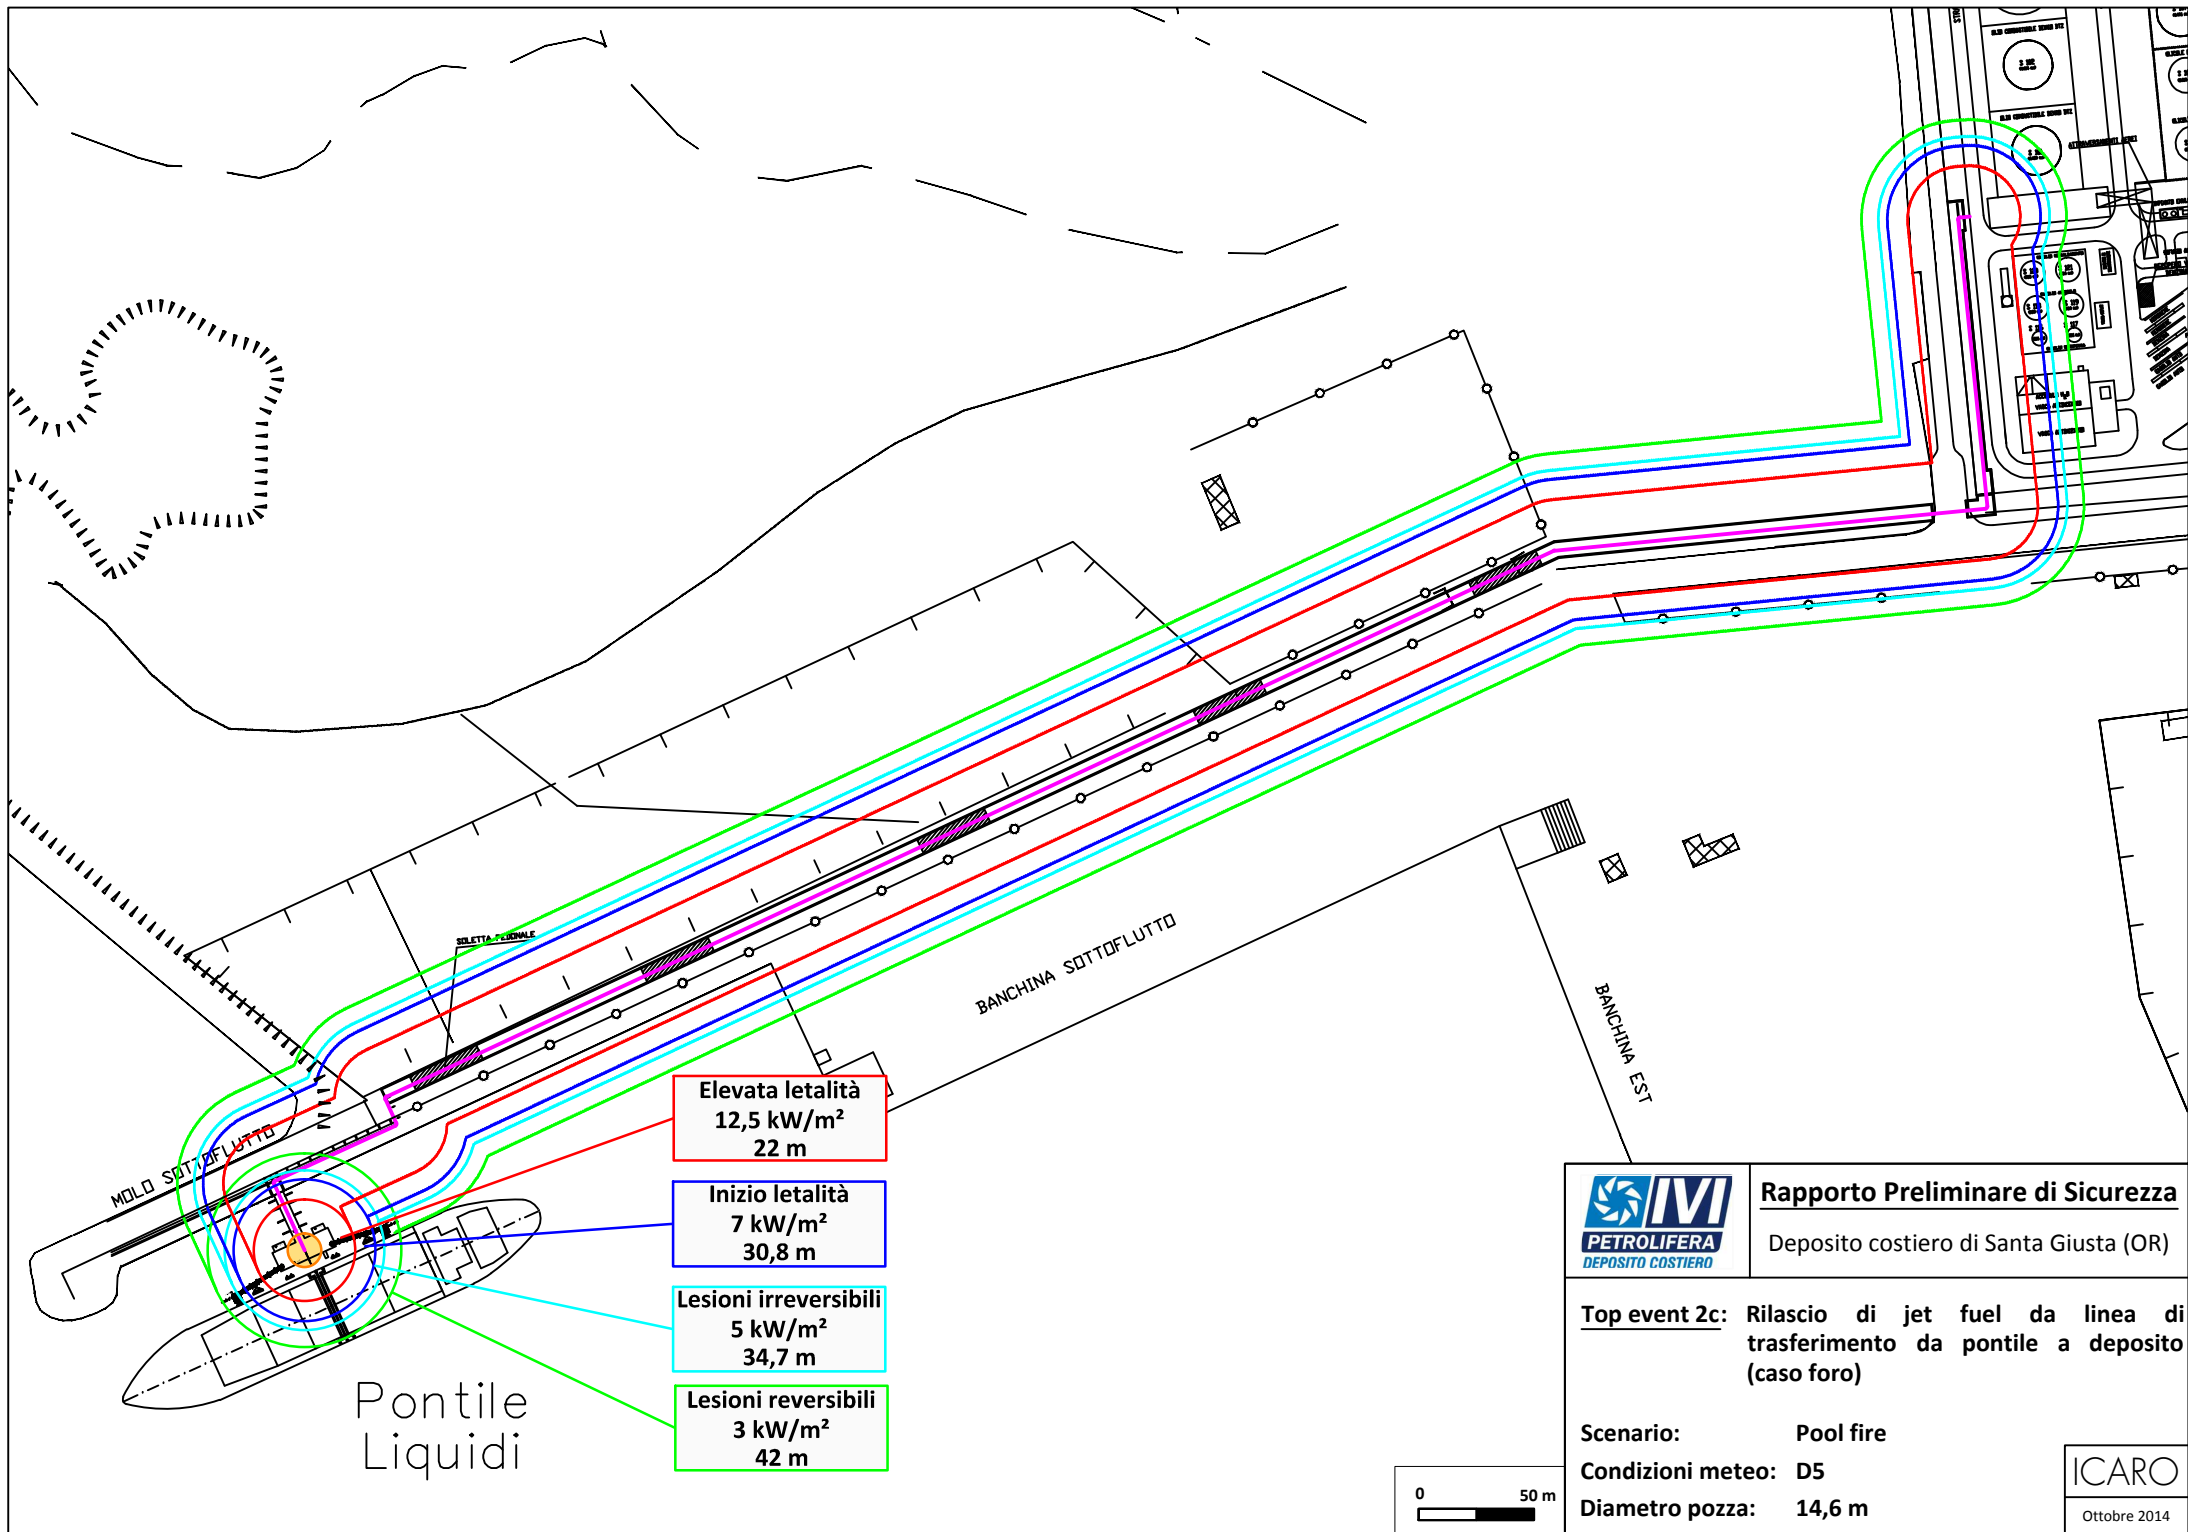 SOLETTA PEDONALE
MOLO SOTTOFLUTTO
BANCHINA SOTTOFLUTTO
BANCHINA EST
Pontile
Liquidi
Elevata letalità
12,5 kW/m²
22 m
Inizio letalità
7 kW/m²
30,8 m
Lesioni irreversibili
5 kW/m²
34,7 m
Lesioni reversibili
3 kW/m²
42 m
0 50 m
IVI
PETROLIFERA
DEPOSITO COSTIERO
Rapporto Preliminare di Sicurezza
Deposito costiero di Santa Giusta (OR)
Top event 2c: Rilascio di jet fuel da linea di
trasferimento da pontile a deposito
(caso foro)
Scenario: Pool fire
Condizioni meteo: D5
Diametro pozza: 14,6 m
ICARO
Ottobre 2014